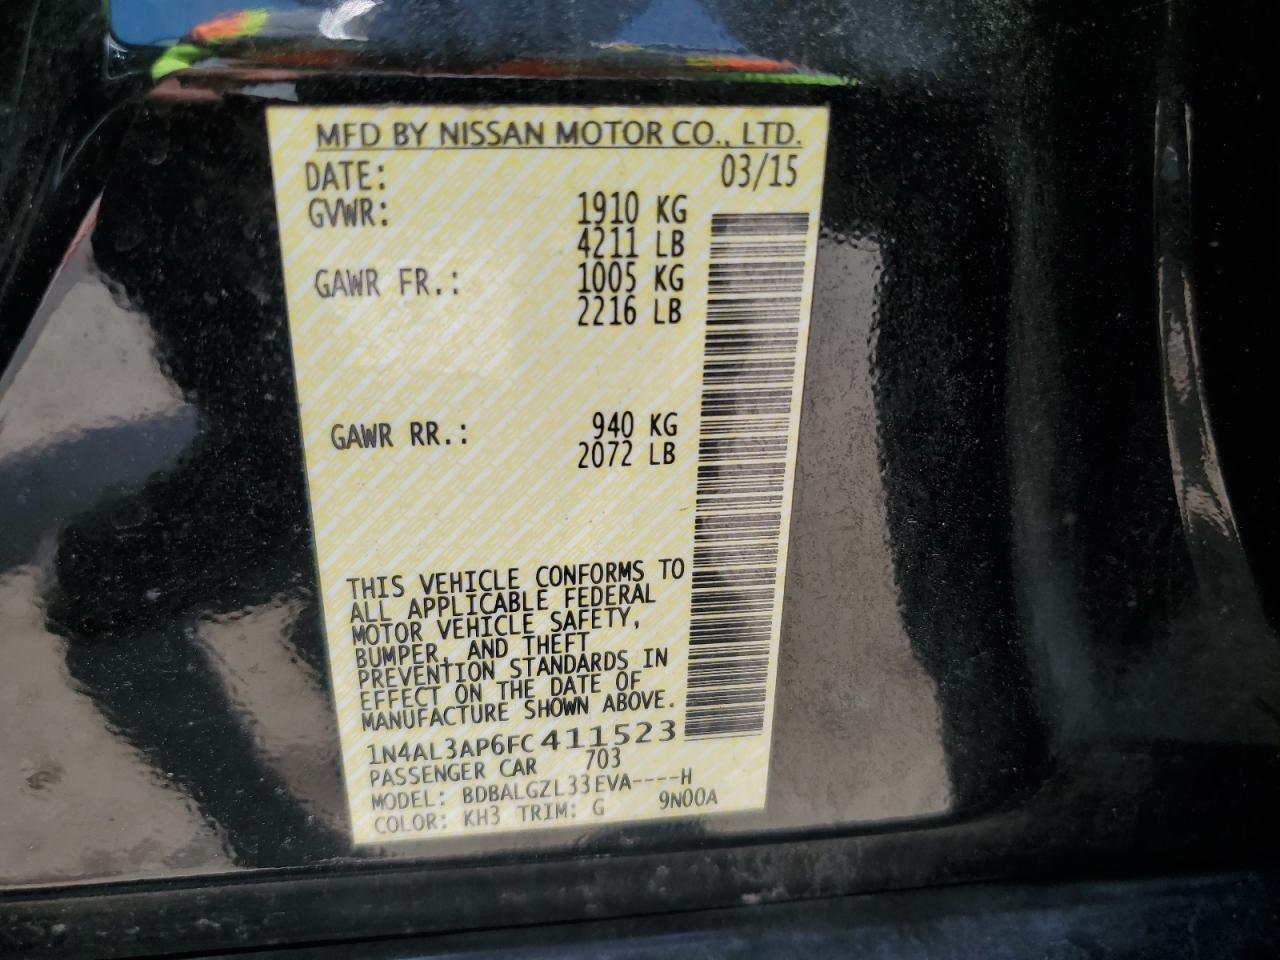 MFD BY NISSAN MOTOR CO., LTD.
DATE: 03/15
GVWR: 1910 KG
4211 LB
GAWR FR.: 1005 KG
2216 LB
GAWR RR.: 940 KG
2072 LB
THIS VEHICLE CONFORMS TO
ALL APPLICABLE FEDERAL
MOTOR VEHICLE SAFETY,
BUMPER, AND THEFT
PREVENTION STANDARDS IN
EFFECT ON THE DATE OF
MANUFACTURE SHOWN ABOVE.
1N4AL3AP6FC411523
PASSENGER CAR 703
MODEL: BDBALGZL33EVA----H
COLOR: KH3 TRIM: G 9N00A